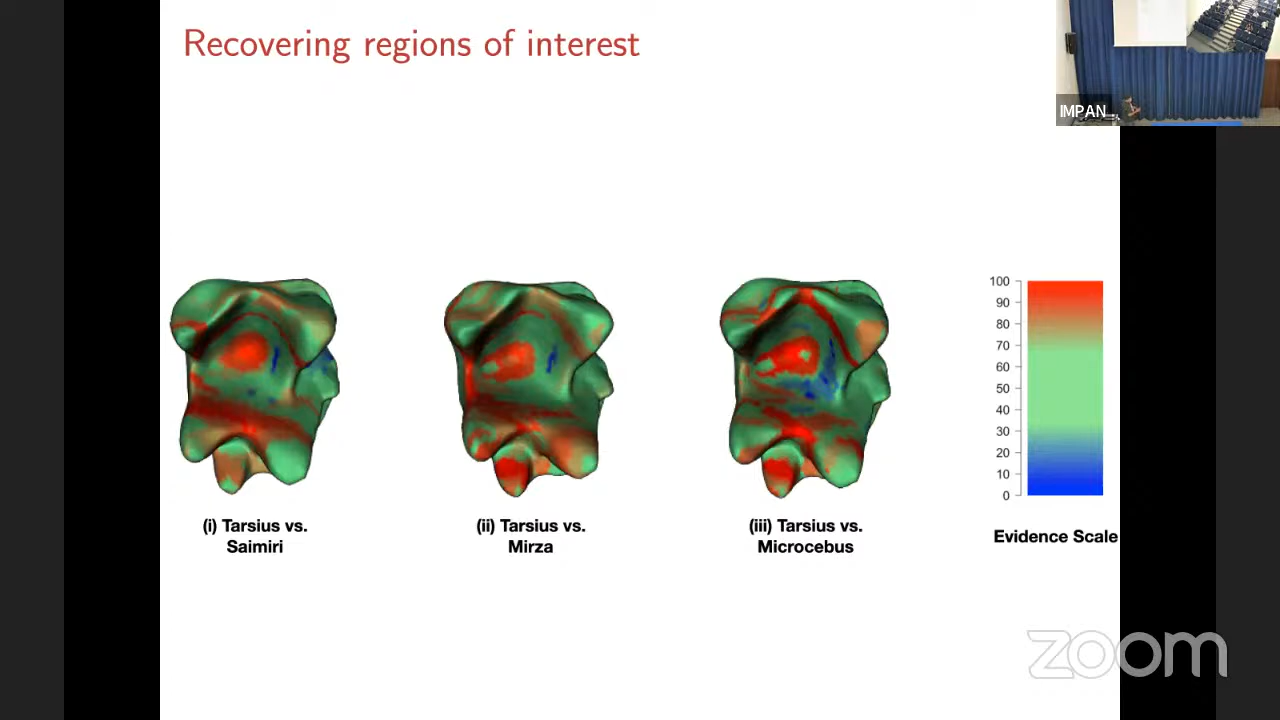 Recovering regions of interest
IMPAN...
100
90
80
70
60
50
40
30
20
10
0
(i) Tarsius vs.
Saimiri
(ii) Tarsius vs.
Mirza
(iii) Tarsius vs.
Microcebus
Evidence Scale
zoom